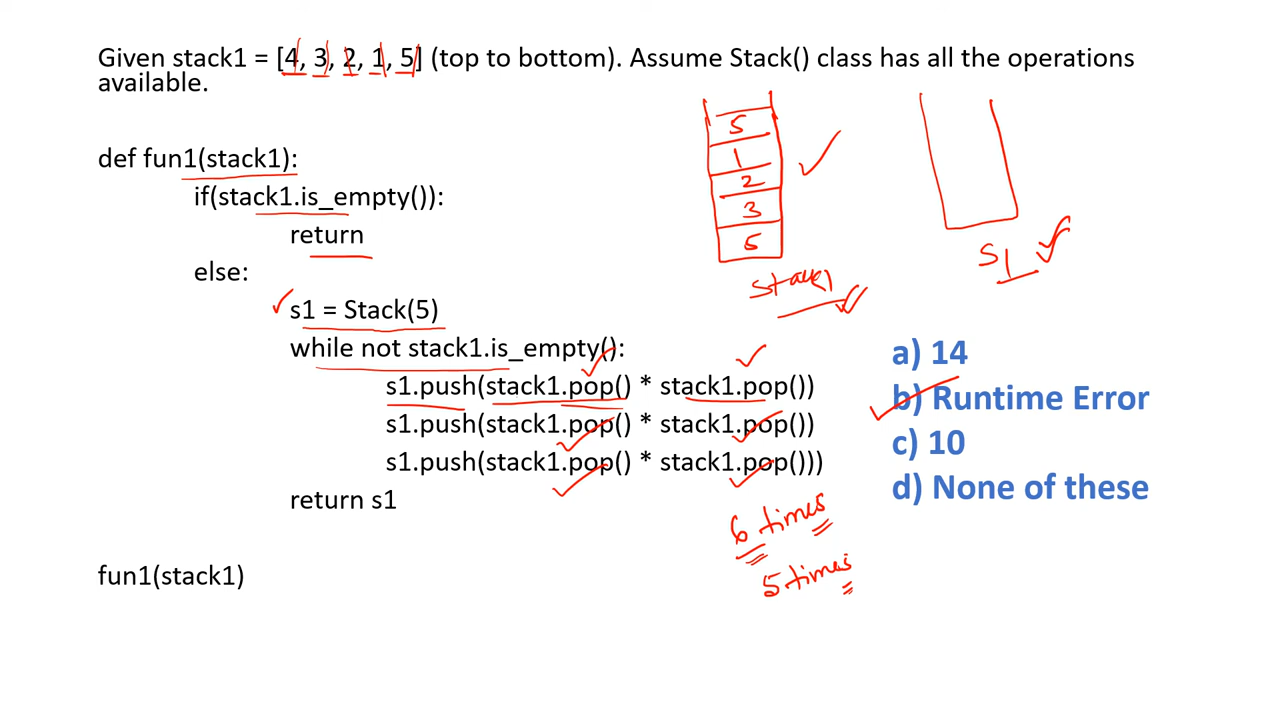 Given stack1 = [4, 3, 2, 1, 5] (top to bottom). Assume Stack() class has all the operations
available.
def fun1(stack1):
if(stack1.is_empty()):
return
else:
s1 = Stack(5)
while not stack1.is_empty():
s1.push(stack1.pop() * stack1.pop())
s1.push(stack1.pop() * stack1.pop())
s1.push(stack1.pop() * stack1.pop()))
return s1
fun1(stack1)
5
1
2
3
5
stack1
S1
a) 14
b) Runtime Error
c) 10
d) None of these
6 times
5 times